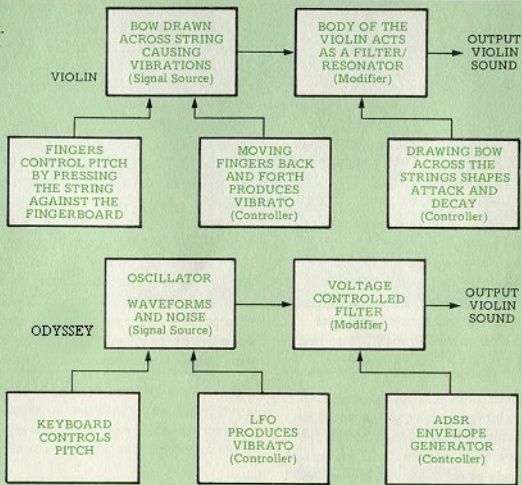 BOW DRAWN
ACROSS STRING
CAUSING
VIBRATIONS
(Signal Source)
BODY OF THE
VIOLIN ACTS
AS A FILTER/
RESONATOR
(Modifier)
OUTPUT
VIOLIN
SOUND
VIOLIN
FINGERS
CONTROL PITCH
BY PRESSING
THE STRING
AGAINST THE
FINGERBOARD
MOVING
FINGERS BACK
AND FORTH
PRODUCES
VIBRATO
(Controller)
DRAWING BOW
ACROSS THE
STRINGS SHAPES
ATTACK AND
DECAY
(Controller)
OSCILLATOR
WAVEFORMS
AND NOISE
(Signal Source)
VOLTAGE
CONTROLLED
FILTER
(Modifier)
OUTPUT
VIOLIN
SOUND
ODYSSEY
KEYBOARD
CONTROLS
PITCH
LFO
PRODUCES
VIBRATO
(Controller)
ADSR
ENVELOPE
GENERATOR
(Controller)